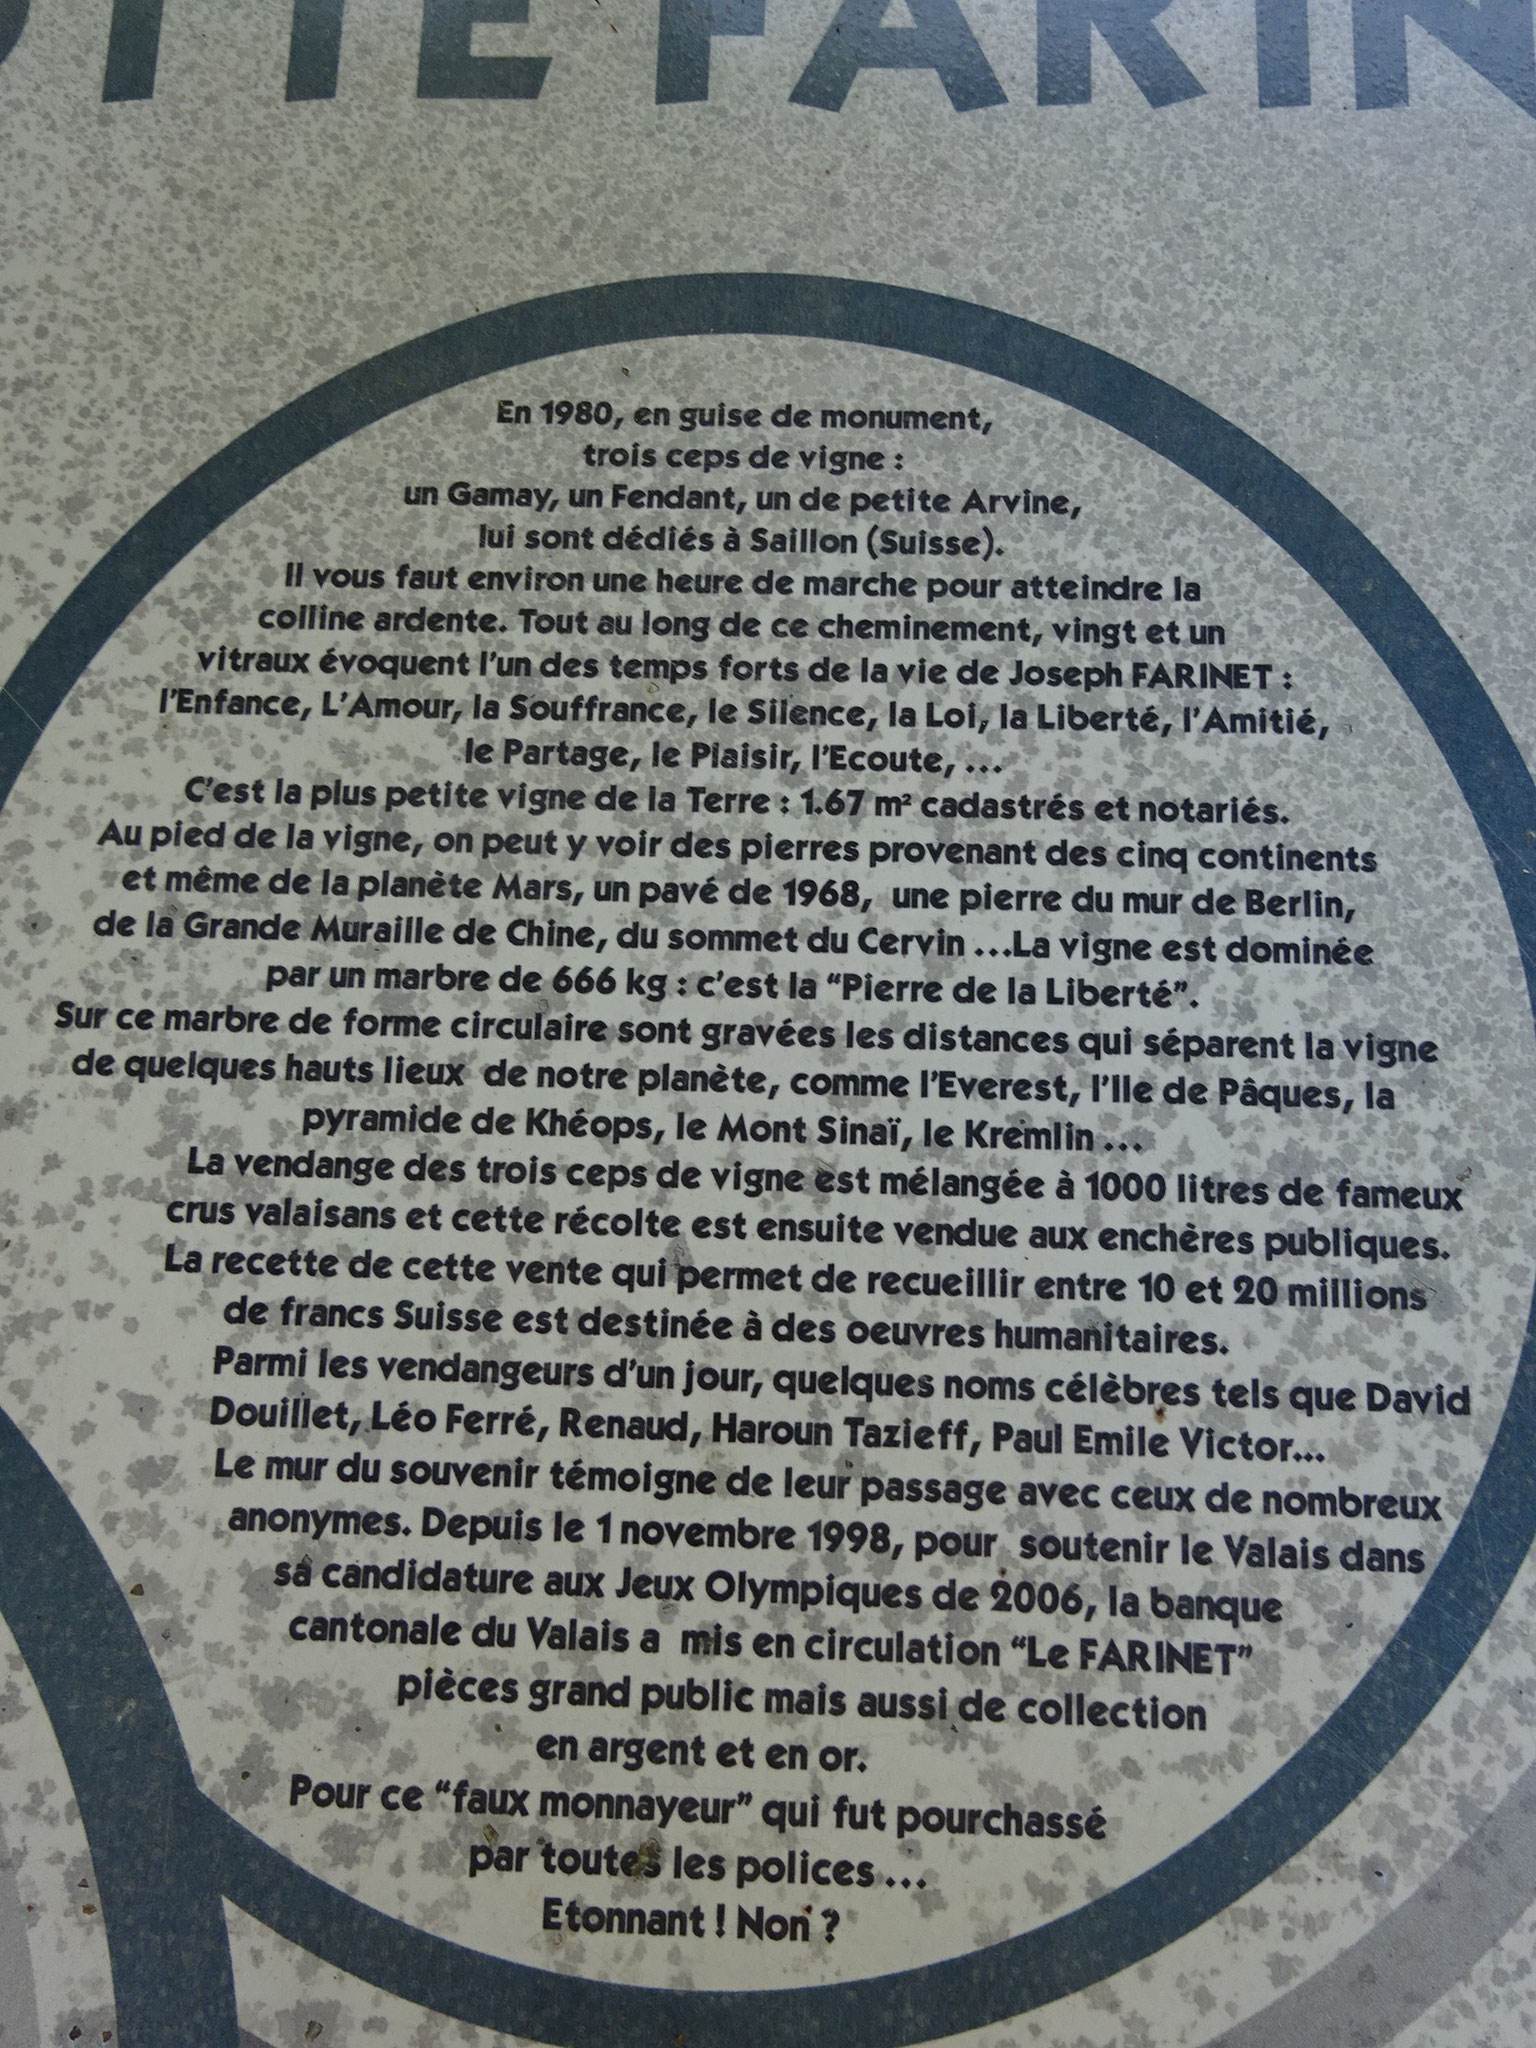 TTE FARIN
En 1980, en guise de monument,
trois ceps de vigne :
un Gamay, un Fendant, un de petite Arvine,
lui sont dédiés à Saillon (Suisse).
Il vous faut environ une heure de marche pour atteindre la
colline ardente. Tout au long de ce cheminement, vingt et un
vitraux évoquent l'un des temps forts de la vie de Joseph FARINET :
l'Enfance, L'Amour, la Souffrance, le Silence, la Loi, la Liberté, l'Amitié,
le Partage, le Plaisir, l'Ecoute, ...
C'est la plus petite vigne de la Terre : 1.67 m² cadastrés et notariés.
Au pied de la vigne, on peut y voir des pierres provenant des cinq continents
et même de la planète Mars, un pavé de 1968, une pierre du mur de Berlin,
de la Grande Muraille de Chine, du sommet du Cervin ...La vigne est dominée
par un marbre de 666 kg : c'est la "Pierre de la Liberté".
Sur ce marbre de forme circulaire sont gravées les distances qui séparent la vigne
de quelques hauts lieux de notre planète, comme l'Everest, l'Ile de Pâques, la
pyramide de Khéops, le Mont Sinaï, le Kremlin ...
La vendange des trois ceps de vigne est mélangée à 1000 litres de fameux
crus valaisans et cette récolte est ensuite vendue aux enchères publiques.
La recette de cette vente qui permet de recueillir entre 10 et 20 millions
de francs Suisse est destinée à des oeuvres humanitaires.
Parmi les vendangeurs d'un jour, quelques noms célèbres tels que David
Douillet, Léo Ferré, Renaud, Haroun Tazieff, Paul Emile Victor...
Le mur du souvenir témoigne de leur passage avec ceux de nombreux
anonymes. Depuis le 1 novembre 1998, pour soutenir le Valais dans
sa candidature aux Jeux Olympiques de 2006, la banque
cantonale du Valais a mis en circulation "Le FARINET"
pièces grand public mais aussi de collection
en argent et en or.
Pour ce "faux monnayeur" qui fut pourchassé
par toutes les polices ...
Etonnant ! Non ?